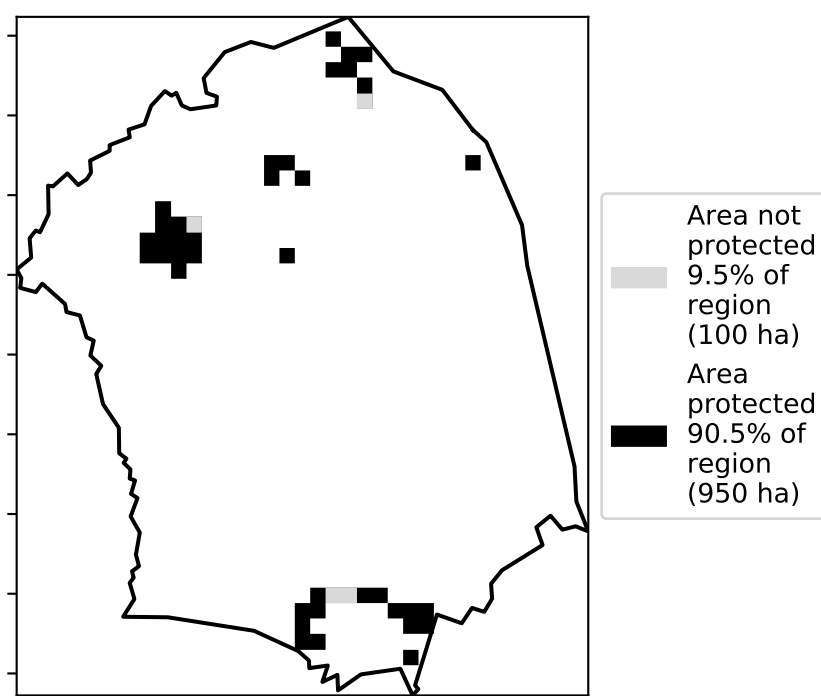 Area not
protected
9.5% of
region
(100 ha)
Area
protected
90.5% of
region
(950 ha)